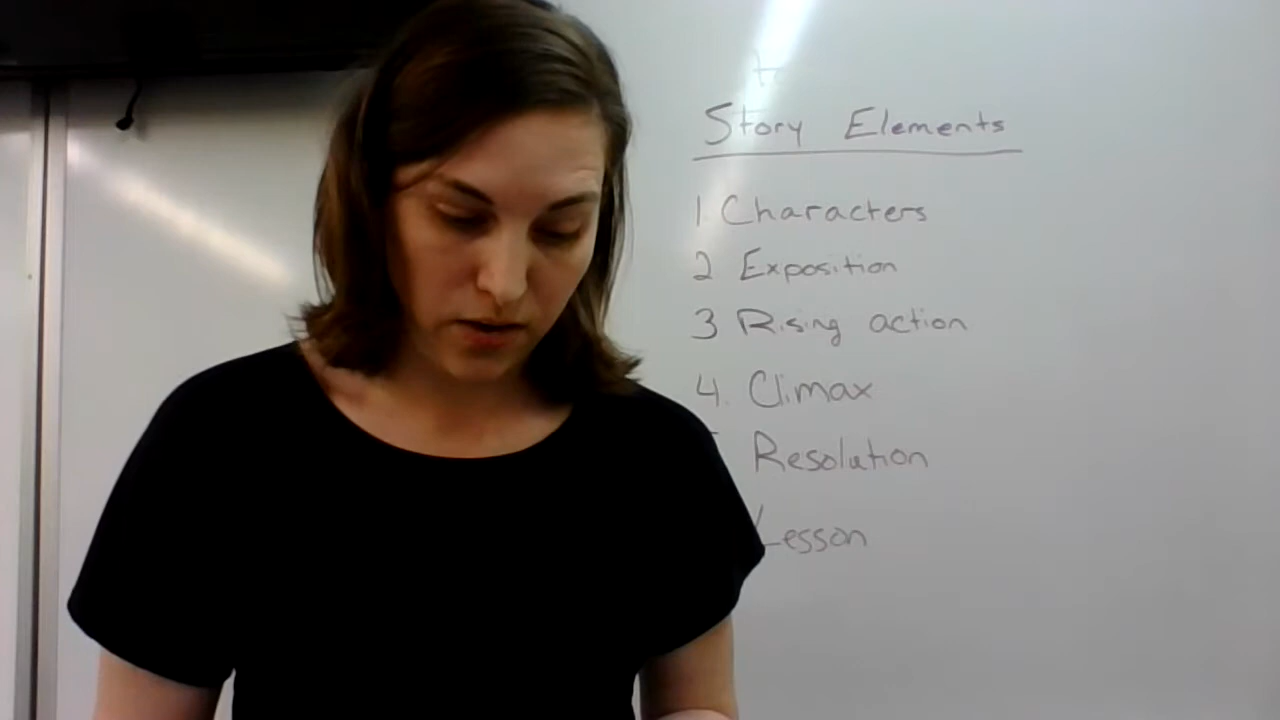 Story Elements
1 Characters
2 Exposition
3 Rising action
4. Climax
Resolution
Lesson